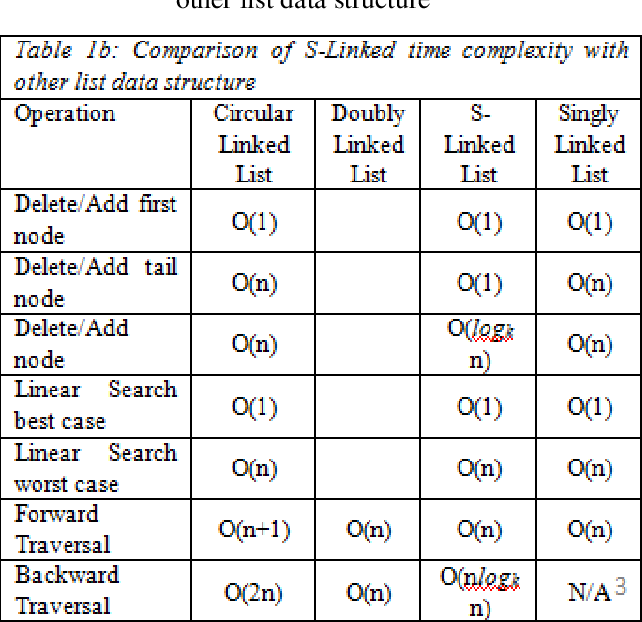 other list data structure
Table 1b: Comparison of S-Linked time complexity with
other list data structure
Operation
Circular
Linked
List
Doubly
Linked
List
S-
Linked
List
Singly
Linked
List
Delete/Add first
node
O(1)
O(1)
O(1)
Delete/Add tail
node
O(n)
O(1)
O(n)
Delete/Add
node
O(n)
O(logk
n)
O(n)
Linear Search
best case
O(1)
O(1)
O(1)
Linear Search
worst case
O(n)
O(n)
O(n)
Forward
Traversal
O(n+1)
O(n)
O(n)
O(n)
Backward
Traversal
O(2n)
O(n)
O(nlogk
n)
N/A 3